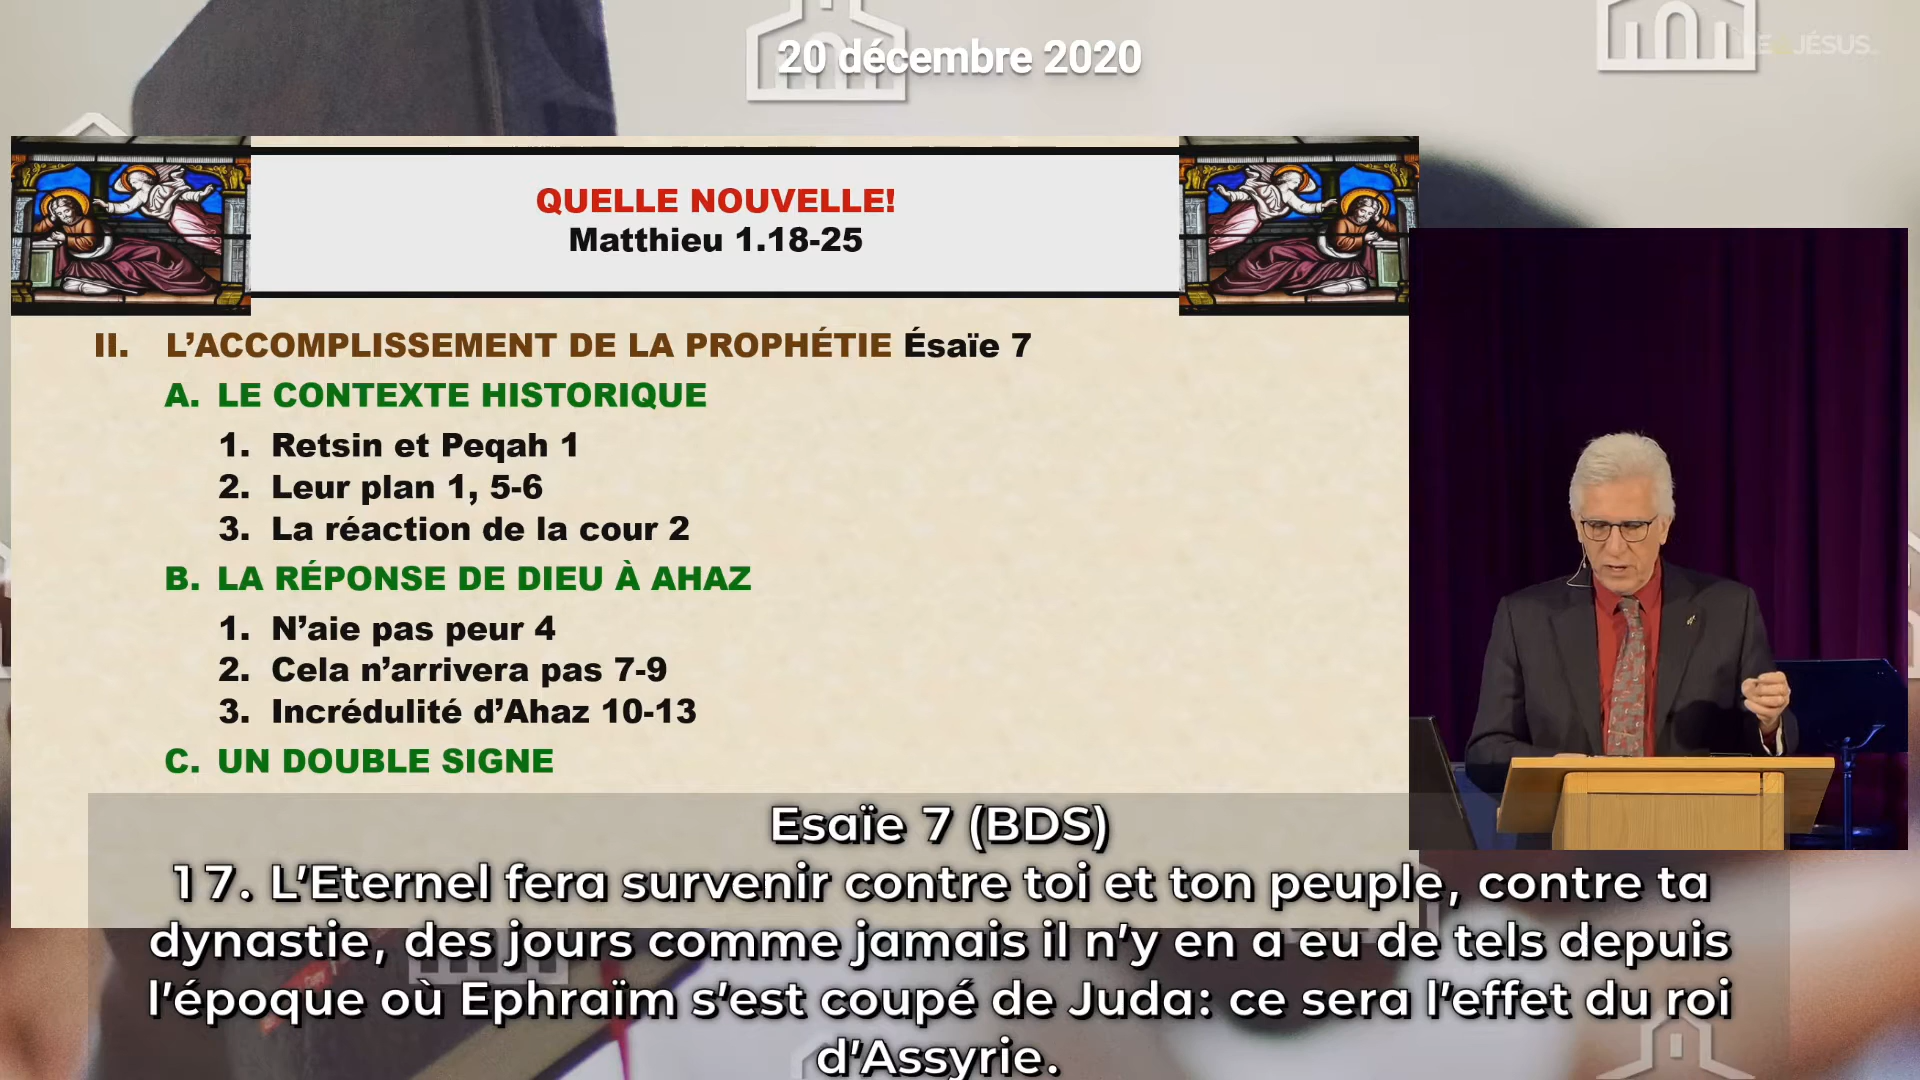 20 décembre 2020
JÉSUS
QUELLE NOUVELLE!
Matthieu 1.18-25
II. L’ACCOMPLISSEMENT DE LA PROPHÉTIE Ésaïe 7
A. LE CONTEXTE HISTORIQUE
1. Retsin et Peqah 1
2. Leur plan 1, 5-6
3. La réaction de la cour 2
B. LA RÉPONSE DE DIEU À AHAZ
1. N’aie pas peur 4
2. Cela n’arrivera pas 7-9
3. Incrédulité d’Ahaz 10-13
C. UN DOUBLE SIGNE
Esaïe 7 (BDS)
17. L’Eternel fera survenir contre toi et ton peuple, contre ta
dynastie, des jours comme jamais il n’y en a eu de tels depuis
l’époque où Ephraïm s’est coupé de Juda: ce sera l’effet du roi
d’Assyrie.